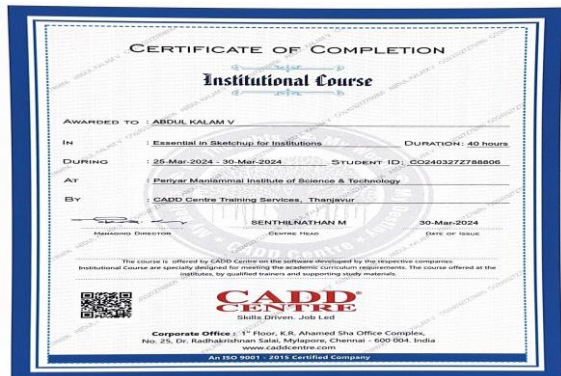 CERTIFICATE OF COMPLETION
Institutional Course
AWARDED TO : ABDUL KALAM V
IN : Essential in Sketchup for Institutions DURATION: 40 hours
DURING : 25-Mar-2024 - 30-Mar-2024 STUDENT ID: CO240327Z788806
AT : Periyar Maniammai Institute of Science & Technology
BY : CADD Centre Training Services, Thanjavur
SENTHILNATHAN M 30-Mar-2024
MANAGING DIRECTOR CENTRE HEAD DATE OF ISSUE
The course is offered by CADD Centre on the software developed by the respective companies.
Institutional Course are specially designed for meeting the academic curriculum requirements. The course offered at the
institutes, by qualified trainers and supporting study materials.
CADD®
CENTRE
Skills Driven. Job Led
Corporate Office : 1st Floor, K.R. Ahamed Sha Office Complex,
No. 25, Dr. Radhakrishnan Salai, Mylapore, Chennai - 600 004. India
www.caddcentre.com
An ISO 9001 - 2015 Certified Company